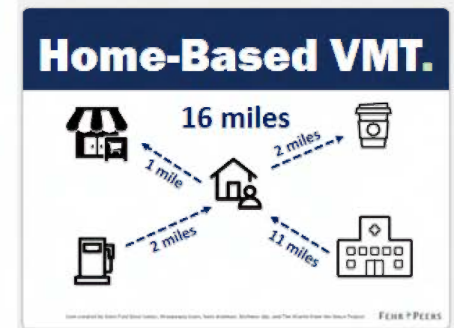 Home-Based VMT.
16 miles
2 miles
1 mile
2 miles
11 miles
FEHR PEERS